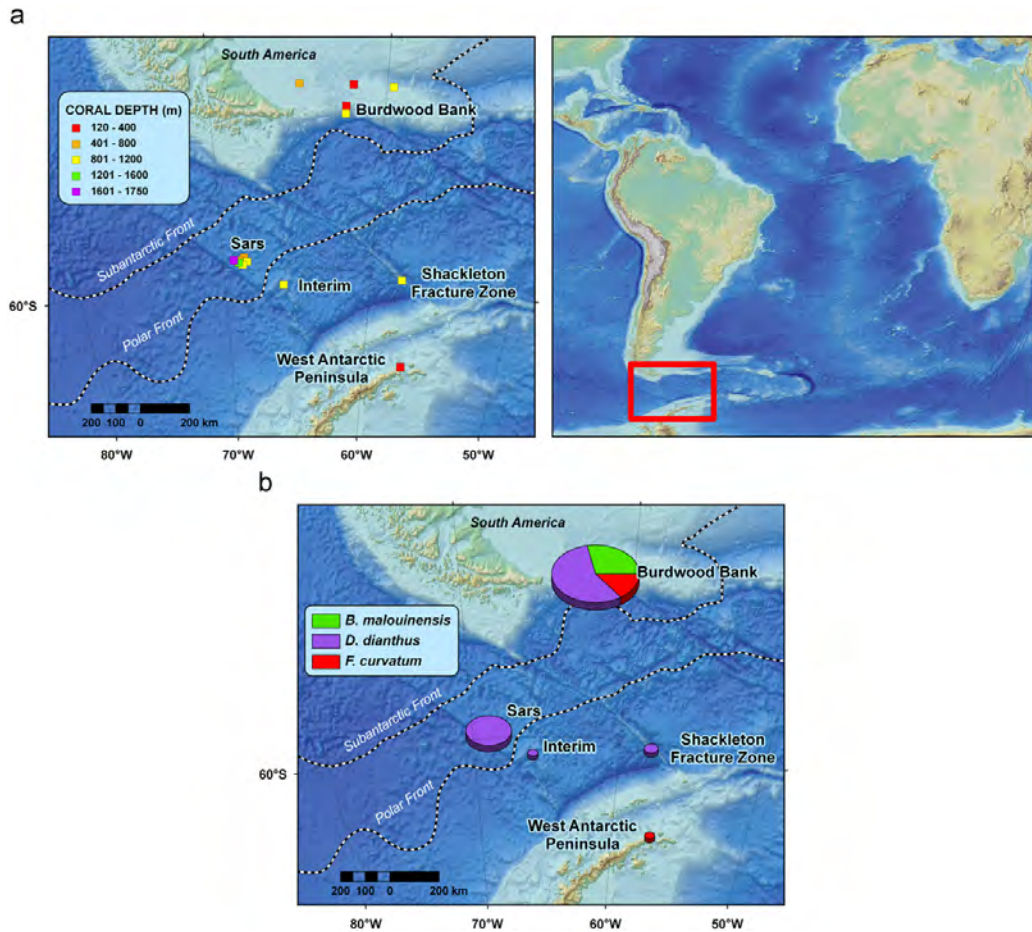 a
South America
CORAL DEPTH (m)
120 - 400
401 - 800
801 - 1200
1201 - 1600
1601 - 1750
Burdwood Bank
Subantarctic Front
Sars
Interim
Shackleton
Fracture Zone
60°S
Polar Front
West Antarctic
Peninsula
200 100 0 200 km
80°W 70°W 60°W 50°W
b
South America
Burdwood Bank
B. malouinensis
D. dianthus
F. curvatum
Subantarctic Front
Sars
Interim
Shackleton
Fracture Zone
60°S
Polar Front
West Antarctic
Peninsula
200 100 0 200 km
80°W 70°W 60°W 50°W